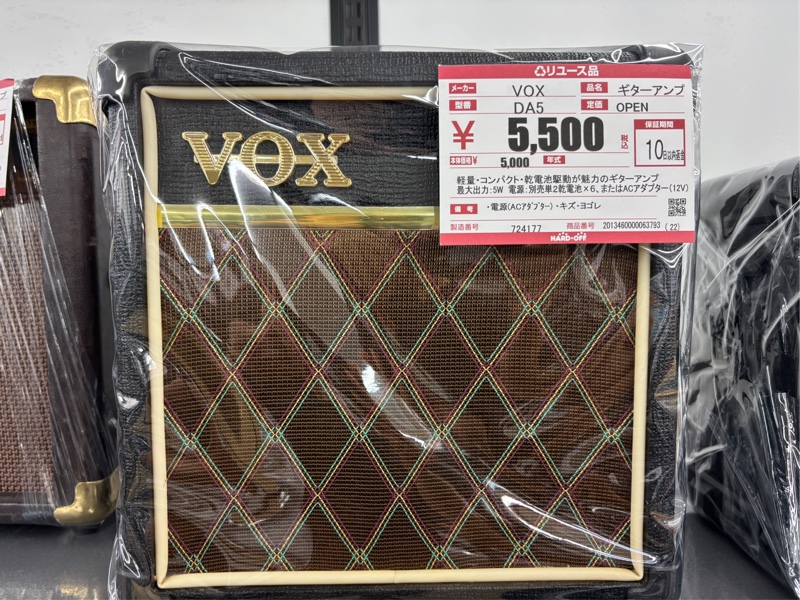 VOX
♻リユース品
メーカー VOX 品名 ギターアンプ
型番 DA5 定価 OPEN
¥ 5,500 税込 保証期間
本体価格 ¥ 5,000 年式 10日以内返金
軽量・コンパクト・乾電池駆動が魅力のギターアンプ
最大出力:5W 電源:別売単2乾電池×6、またはACアダプター(12V)
備考 ・電源(ACアダプター)・キズ・ヨゴレ
製造番号 724177 商品番号 2013460000063793 (22)
HARD-OFF